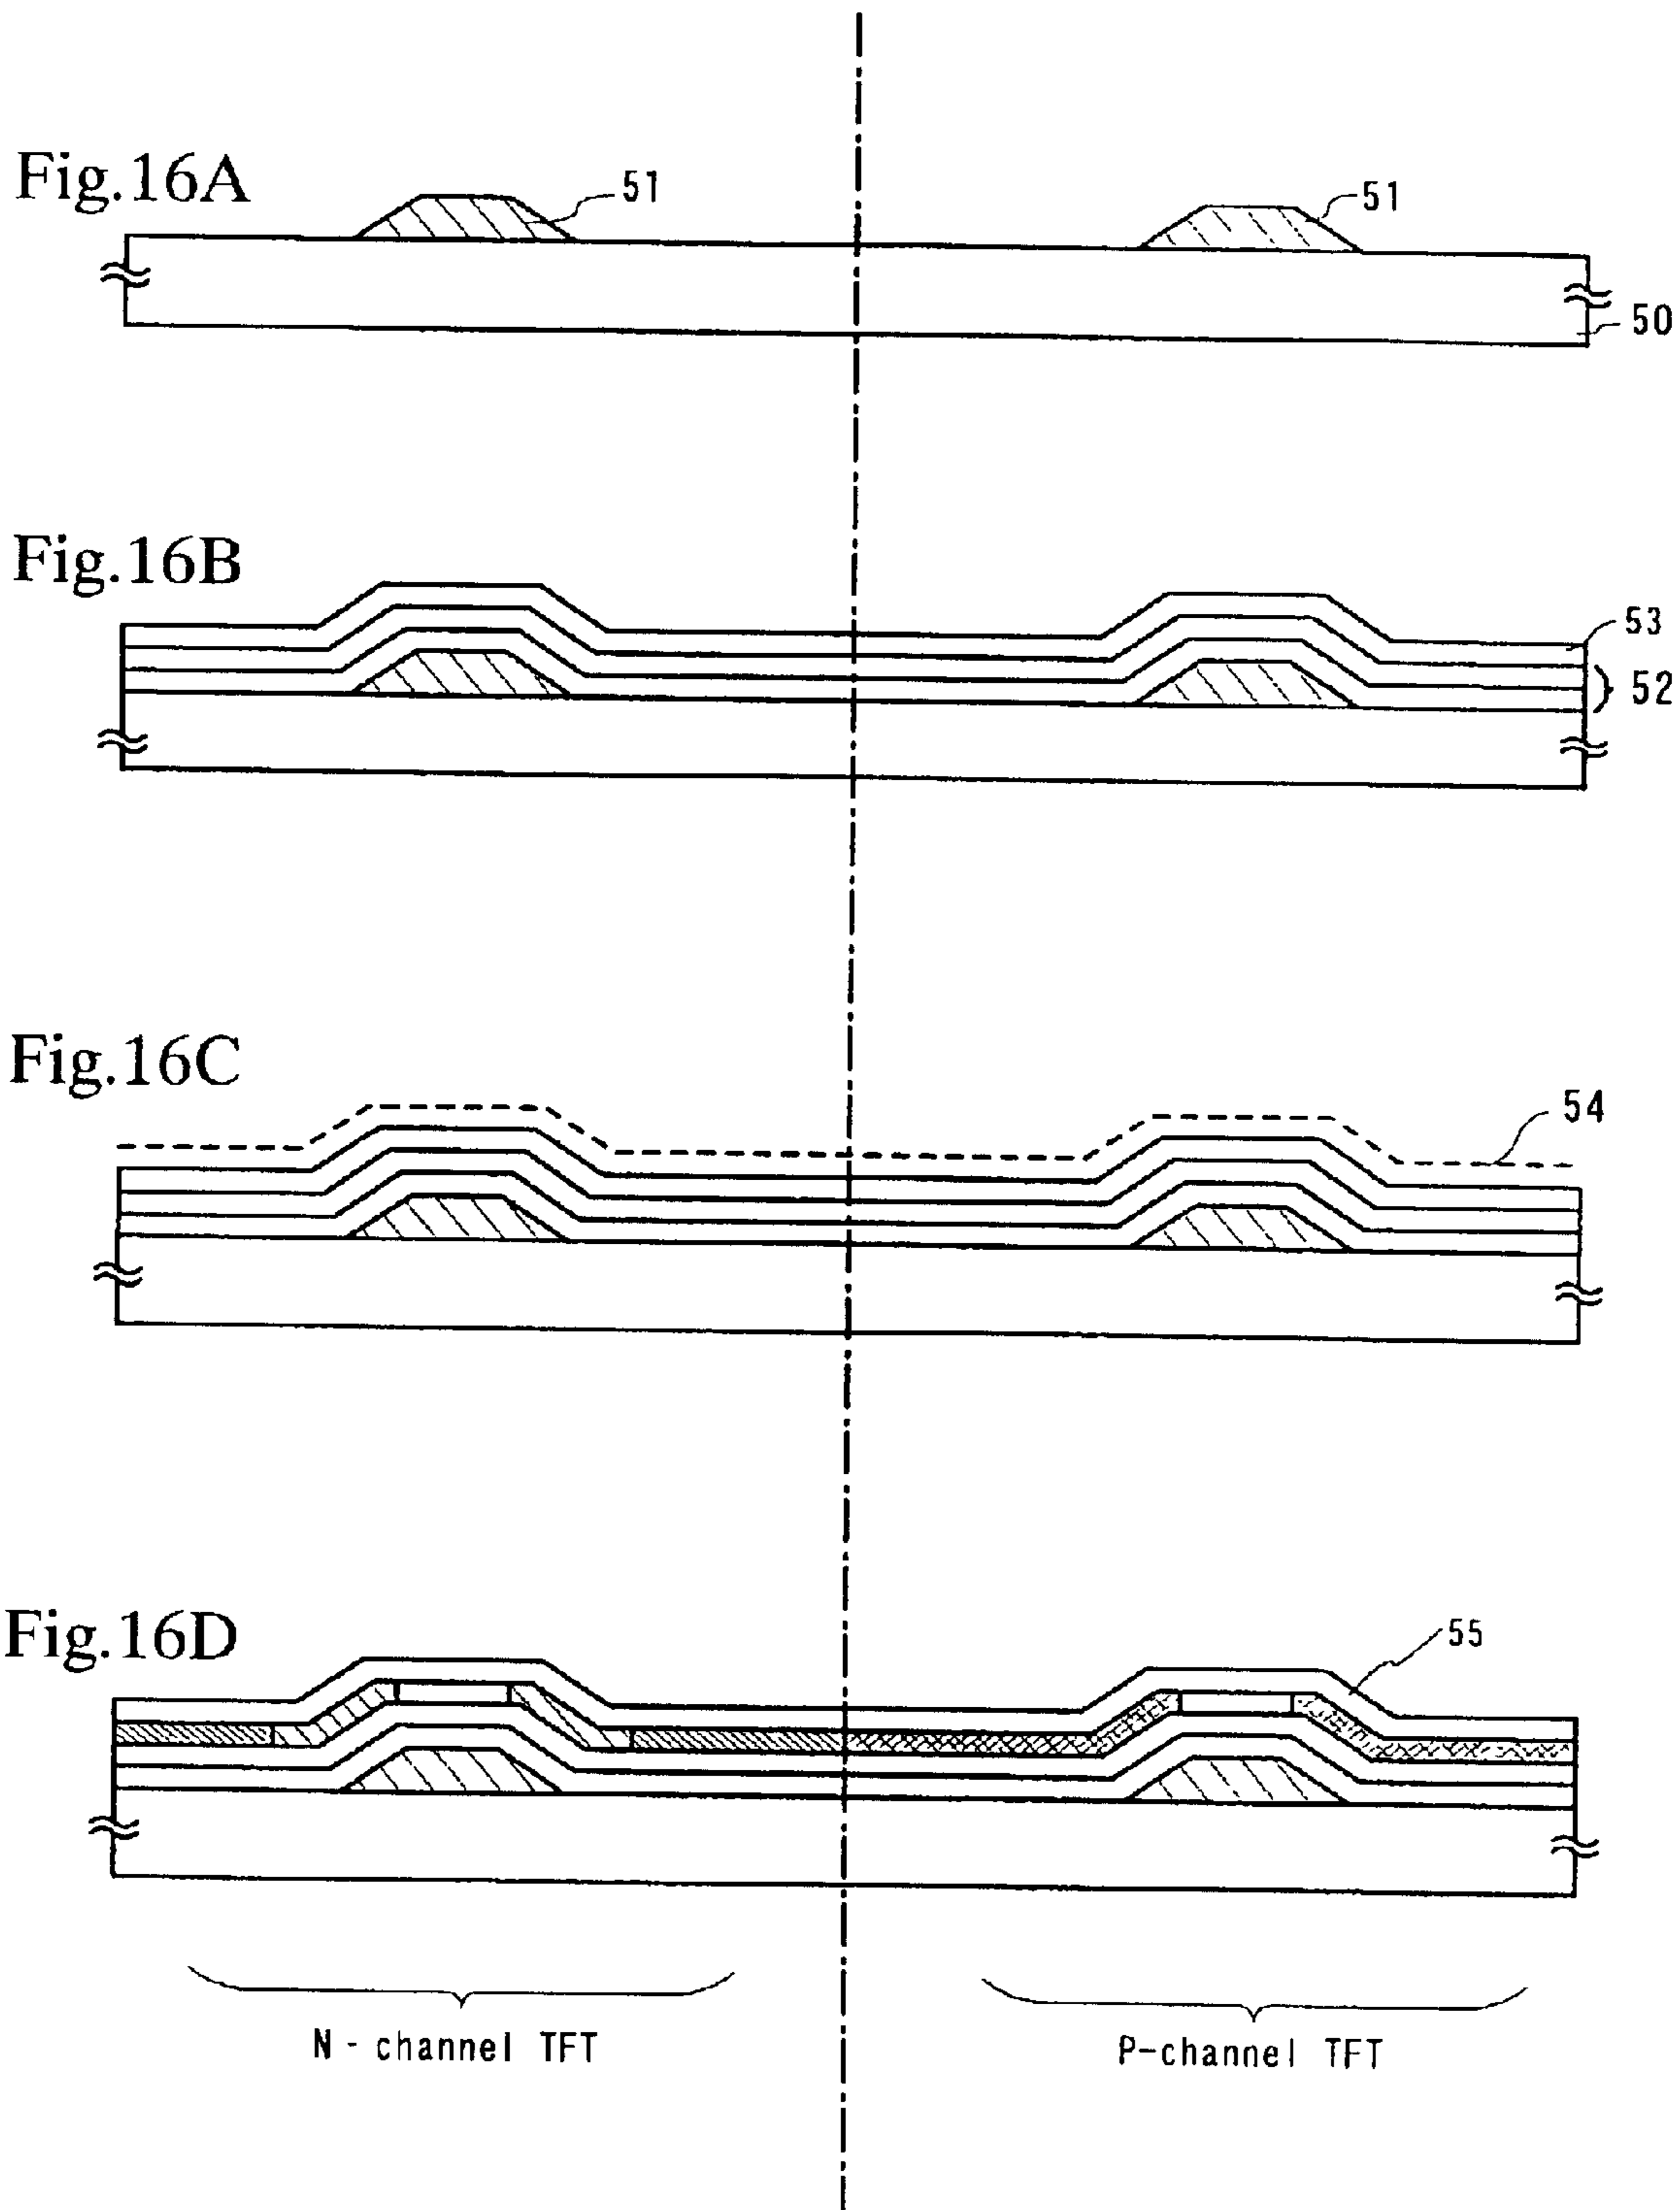 Fig.16A
51
51
50
Fig.16B
53
52
Fig.16C
54
Fig.16D
55
N - channel TFT
P-channel TFT